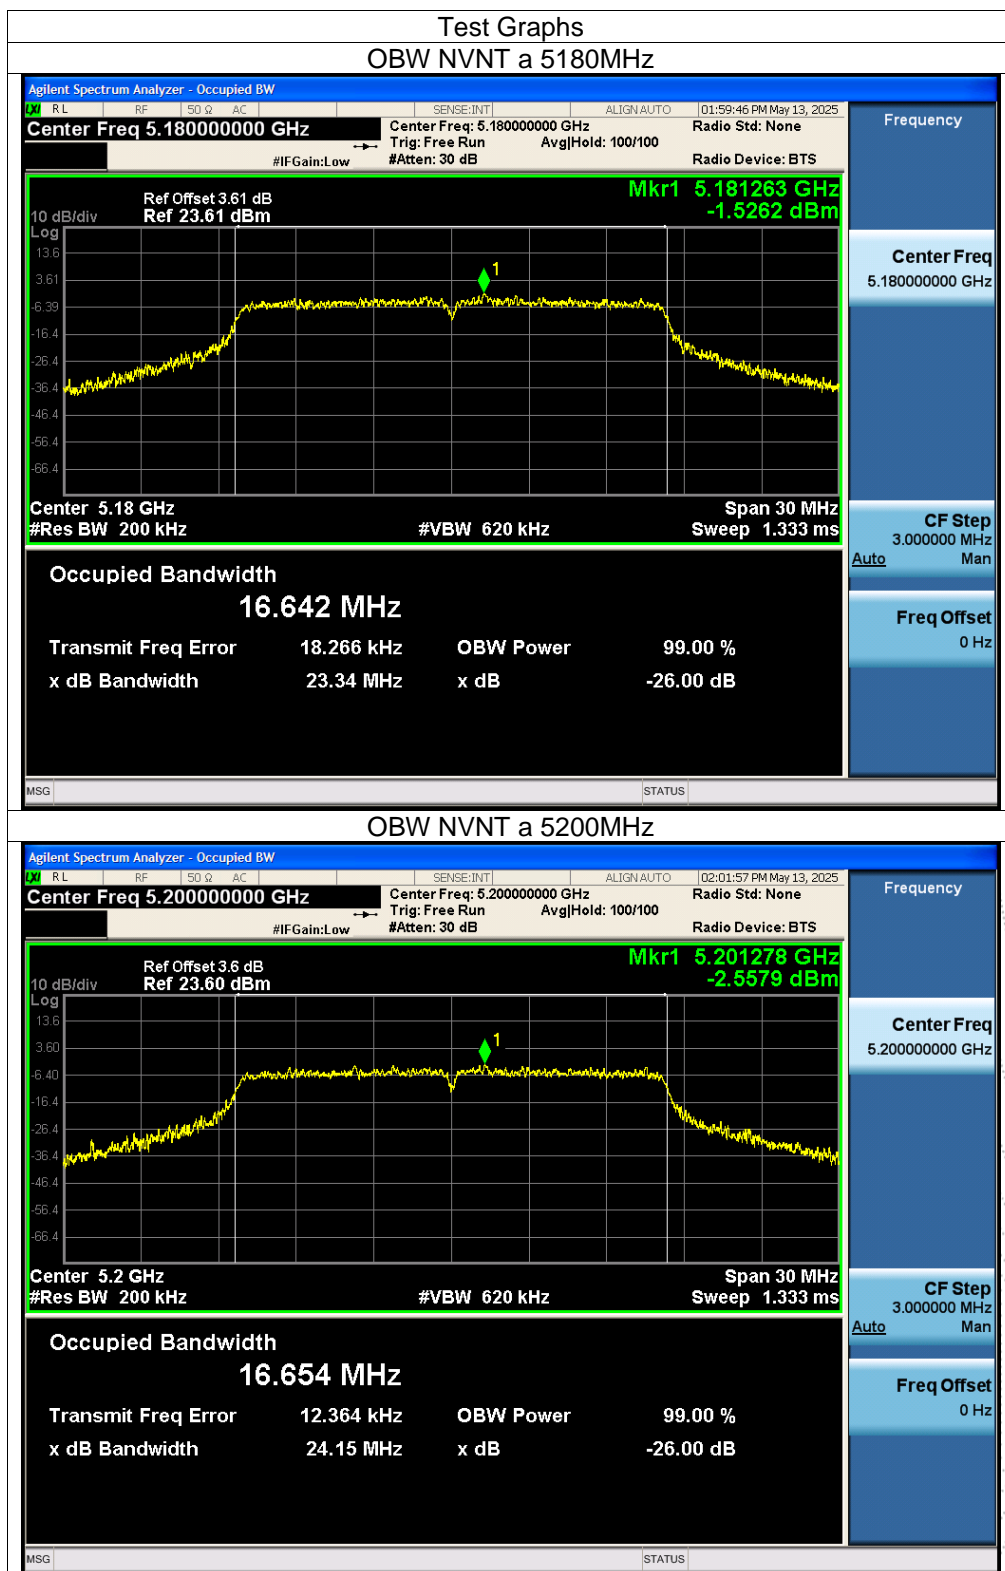 Test Graphs
OBW NVNT a 5180MHz
Agilent Spectrum Analyzer - Occupied BW
LXI RL RF 50 Ω AC SENSE:INT ALIGN AUTO 01:59:46 PM May 13, 2025
Center Freq 5.180000000 GHz
Center Freq: 5.180000000 GHz Radio Std: None
Trig: Free Run Avg|Hold: 100/100
#IFGain:Low #Atten: 30 dB Radio Device: BTS
Frequency
Mkr1 5.181263 GHz
-1.5262 dBm
Ref Offset 3.61 dB
10 dB/div Ref 23.61 dBm
Log
13.6
3.61
-6.39
-16.4
-26.4
-36.4
-46.4
-56.4
-66.4
1
Center 5.18 GHz Span 30 MHz
#Res BW 200 kHz #VBW 620 kHz Sweep 1.333 ms
Center Freq
5.180000000 GHz
CF Step
3.000000 MHz
Auto Man
Freq Offset
0 Hz
Occupied Bandwidth
16.642 MHz
Transmit Freq Error 18.266 kHz OBW Power 99.00 %
x dB Bandwidth 23.34 MHz x dB -26.00 dB
MSG STATUS
OBW NVNT a 5200MHz
Agilent Spectrum Analyzer - Occupied BW
LXI RL RF 50 Ω AC SENSE:INT ALIGN AUTO 02:01:57 PM May 13, 2025
Center Freq 5.200000000 GHz
Center Freq: 5.200000000 GHz Radio Std: None
Trig: Free Run Avg|Hold: 100/100
#IFGain:Low #Atten: 30 dB Radio Device: BTS
Frequency
Mkr1 5.201278 GHz
-2.5579 dBm
Ref Offset 3.6 dB
10 dB/div Ref 23.60 dBm
Log
13.6
3.60
-6.40
-16.4
-26.4
-36.4
-46.4
-56.4
-66.4
1
Center 5.2 GHz Span 30 MHz
#Res BW 200 kHz #VBW 620 kHz Sweep 1.333 ms
Center Freq
5.200000000 GHz
CF Step
3.000000 MHz
Auto Man
Freq Offset
0 Hz
Occupied Bandwidth
16.654 MHz
Transmit Freq Error 12.364 kHz OBW Power 99.00 %
x dB Bandwidth 24.15 MHz x dB -26.00 dB
MSG STATUS